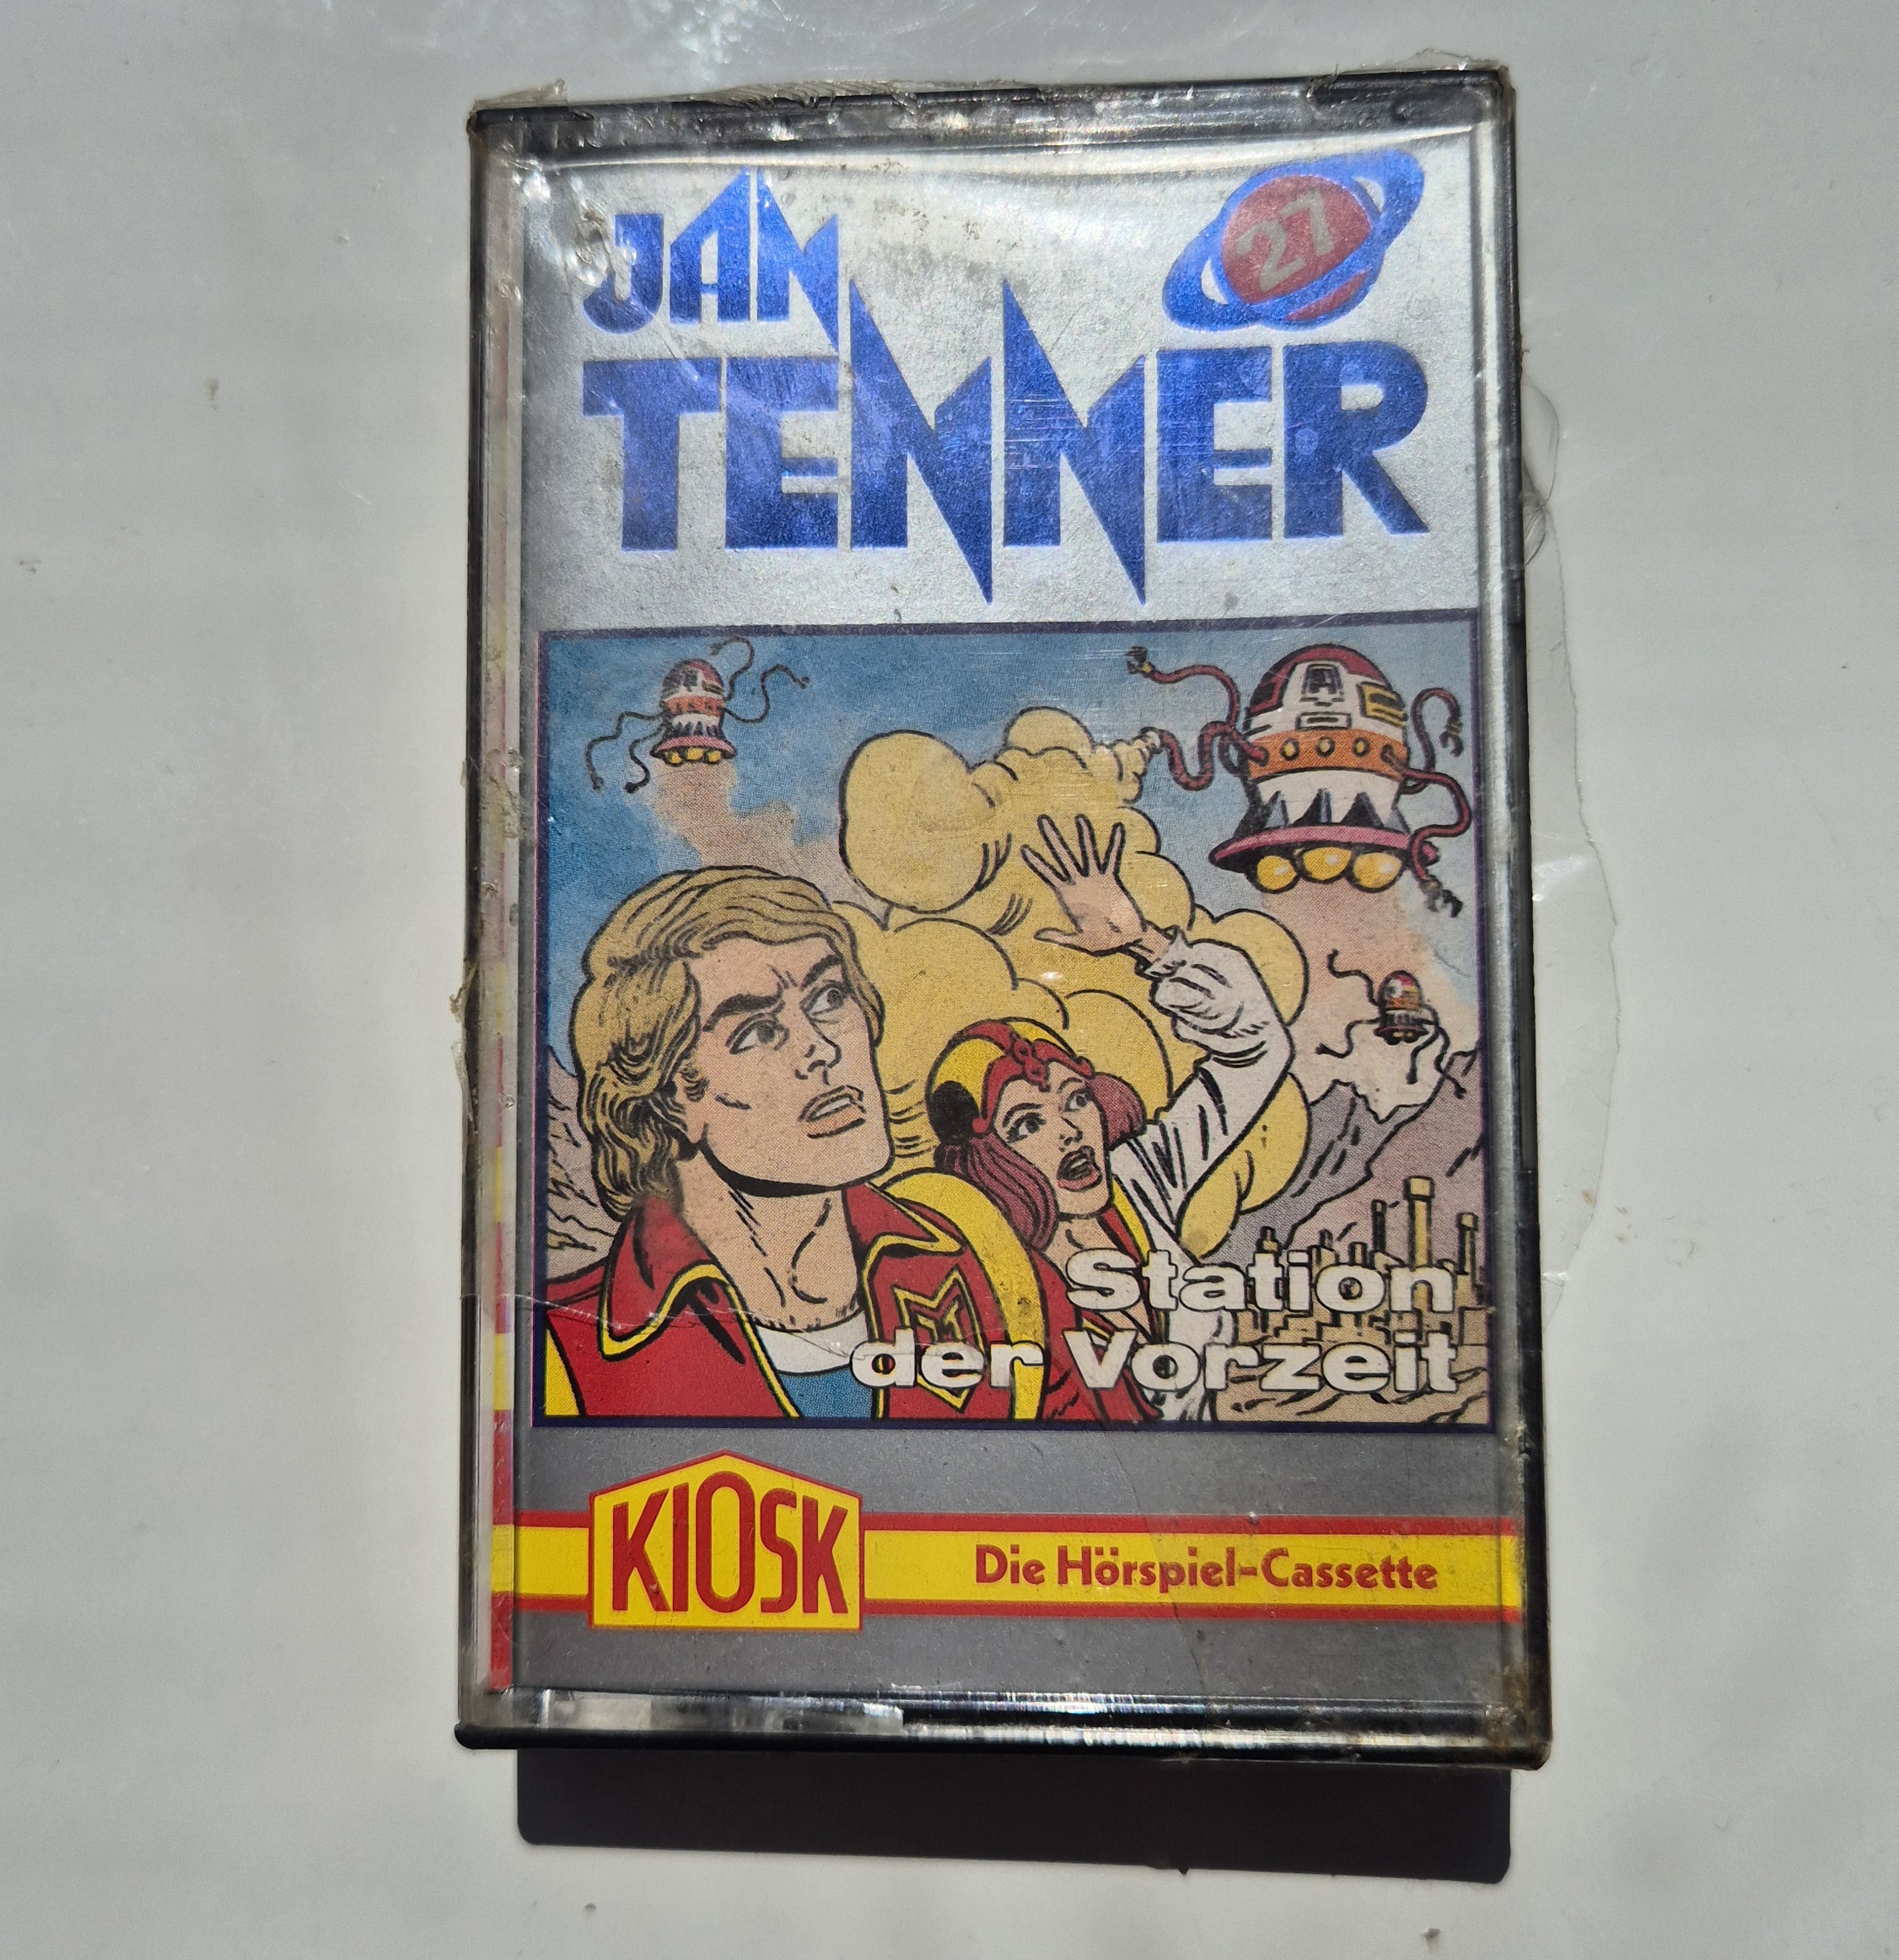 JAN
27
TENNER
Station
der Vorzeit
KIOSK
Die Hörspiel-Cassette